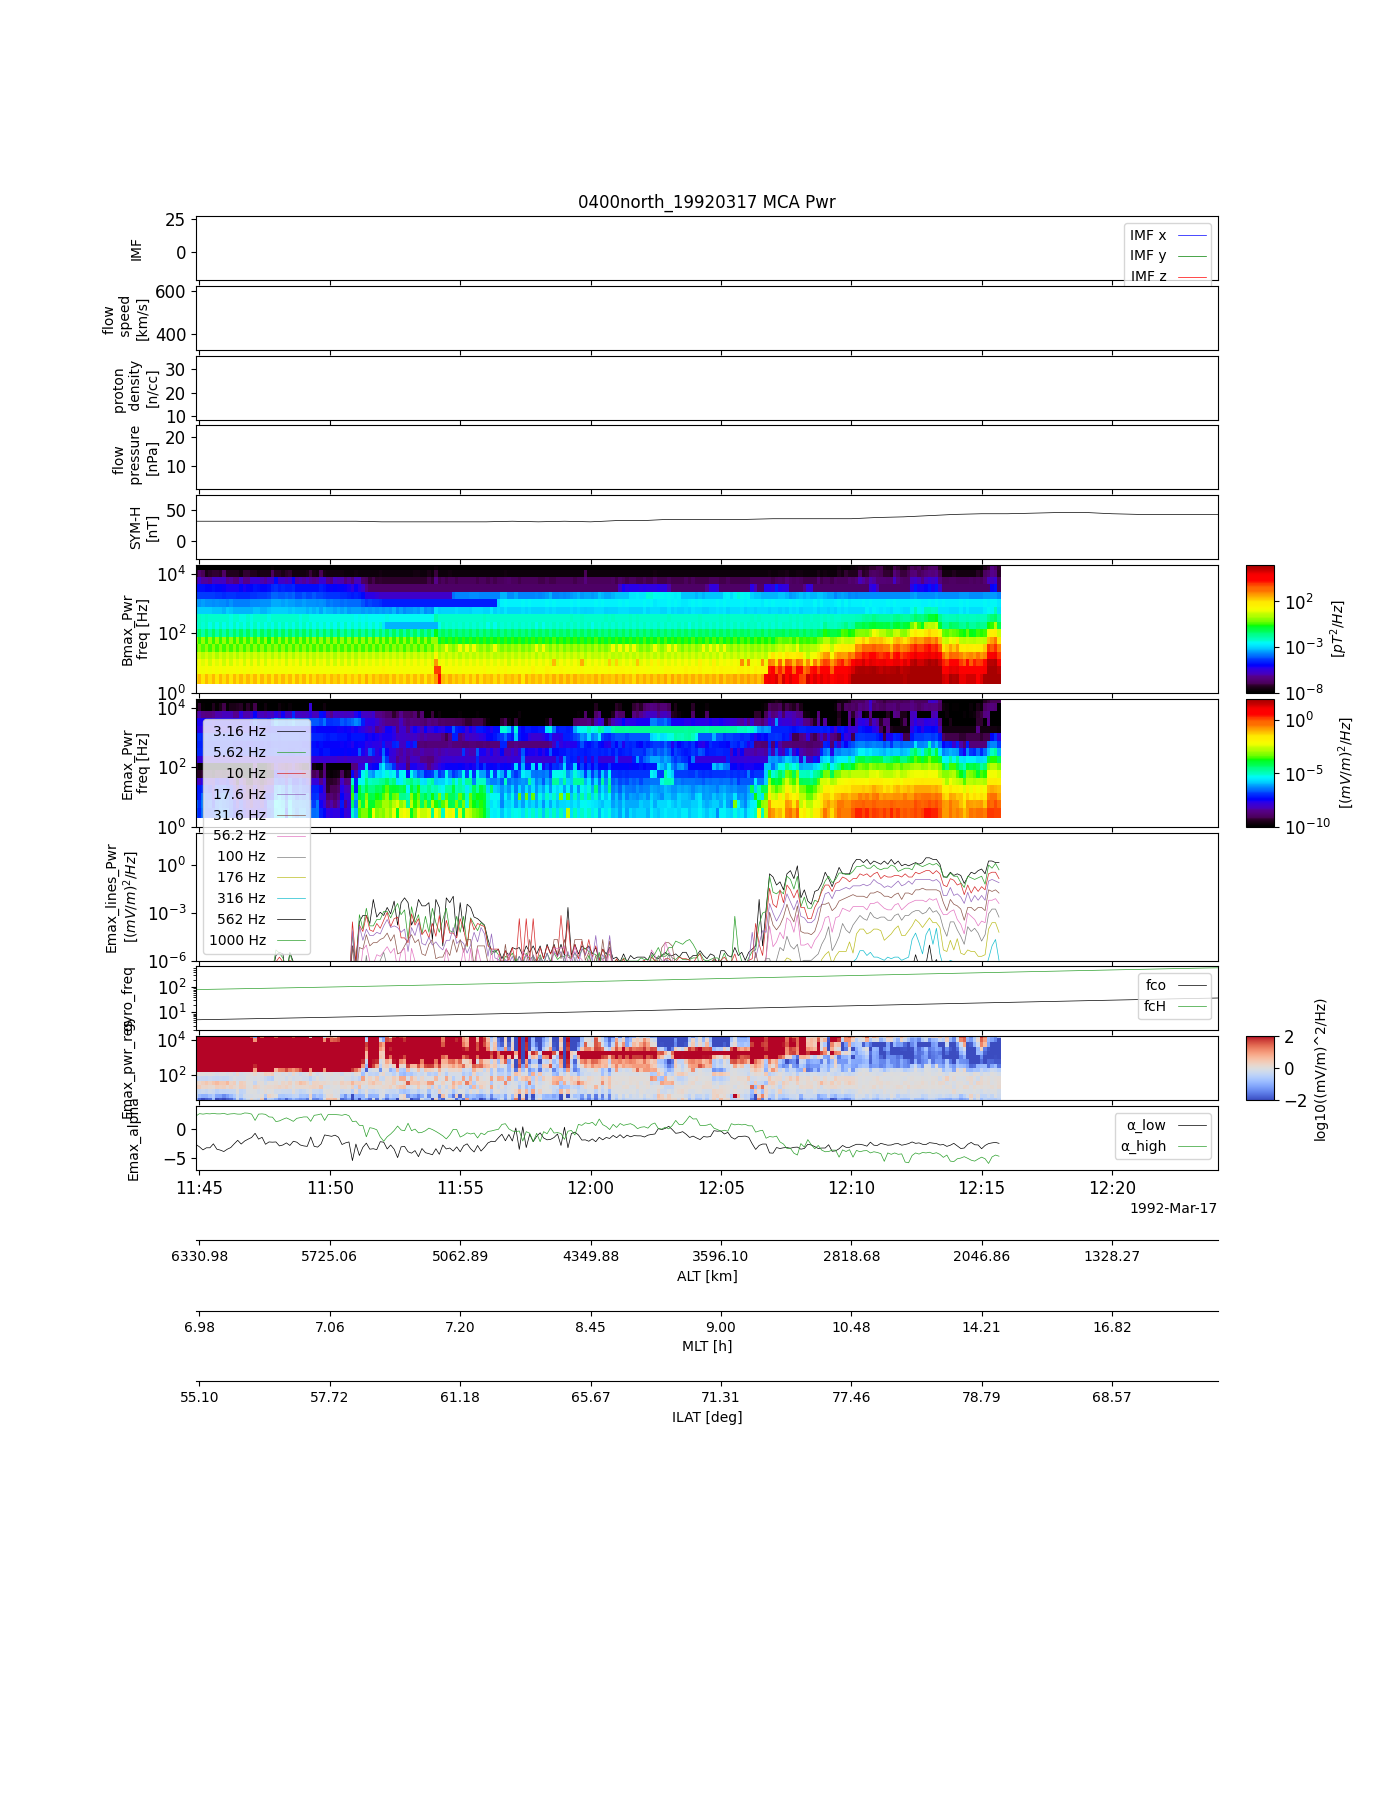 0400north_19920317 MCA Pwr
25
0
IMF
IMF x
IMF y
IMF z
600
400
flow
speed
[km/s]
30
20
10
proton
density
[n/cc]
20
10
flow
pressure
[nPa]
50
0
SYM-H
[nT]
10^4
10^2
10^0
Bmax_Pwr
freq [Hz]
10^2
10^-3
10^-8
[pT^2/Hz]
10^4
10^2
10^0
Emax_Pwr
freq [Hz]
10^0
10^-5
10^-10
[(mV/m)^2/Hz]
3.16 Hz
5.62 Hz
10 Hz
17.6 Hz
31.6 Hz
56.2 Hz
100 Hz
176 Hz
316 Hz
562 Hz
1000 Hz
10^0
10^-3
10^-6
Emax_lines_Pwr
[(mV/m)^2/Hz]
10^2
10^1
gyro_freq
fco
fcH
10^4
10^2
Emax_pwr_res
2
0
−2
log10((mV/m)^2/Hz)
0
−5
Emax_alpha
α_low
α_high
11:45 11:50 11:55 12:00 12:05 12:10 12:15 12:20
1992-Mar-17
6330.98 5725.06 5062.89 4349.88 3596.10 2818.68 2046.86 1328.27
ALT [km]
6.98 7.06 7.20 8.45 9.00 10.48 14.21 16.82
MLT [h]
55.10 57.72 61.18 65.67 71.31 77.46 78.79 68.57
ILAT [deg]